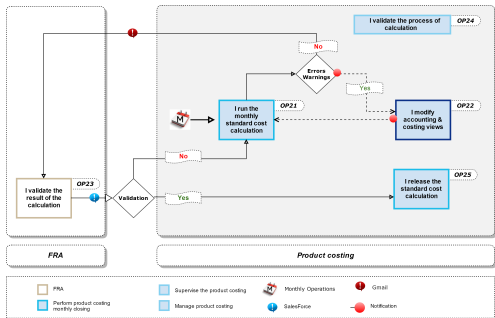 I validate the process of
calculation
OP24
No
Errors
Warnings
Yes
M
I run the
monthly
standard cost
calculation
OP21
I modify
accounting &
costing views
OP22
No
I validate the
result of the
calculation
OP23
Validation
Yes
I release the
standard cost
calculation
OP25
FRA
Product costing
FRA
Supervise the product costing
M
Monthly Operations
Gmail
Perform product costing
monthly closing
Manage product costing
SalesForce
Notification